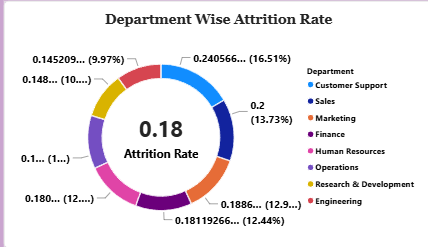 Department Wise Attrition Rate
0.145209... (9.97%)
0.240566... (16.51%)
0.148... (10....)
0.2
(13.73%)
0.18
Attrition Rate
0.1... (1...)
0.180... (12....)
0.1886... (12.9...)
0.18119266... (12.44%)
Department
Customer Support
Sales
Marketing
Finance
Human Resources
Operations
Research & Development
Engineering